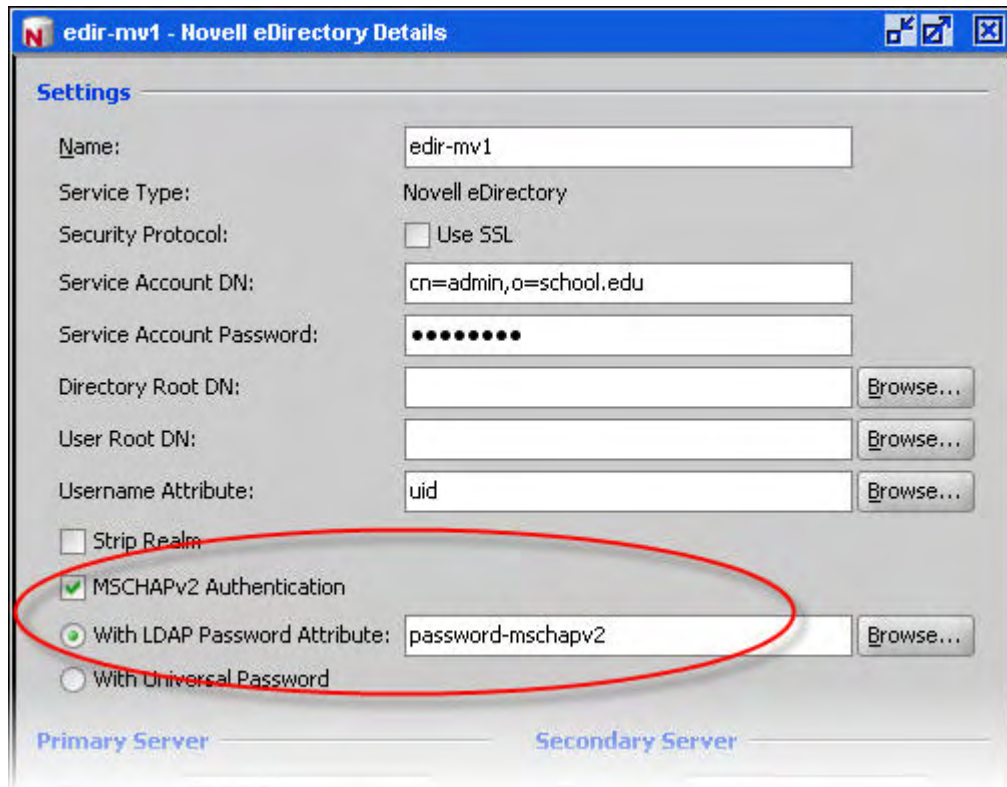 N edir-mv1 - Novell eDirectory Details
Settings
Name: edir-mv1
Service Type: Novell eDirectory
Security Protocol: Use SSL
Service Account DN: cn=admin,o=school.edu
Service Account Password: ●●●●●●●●
Directory Root DN: Browse...
User Root DN: Browse...
Username Attribute: uid Browse...
Strip Realm
MSCHAPv2 Authentication
With LDAP Password Attribute: password-mschapv2 Browse...
With Universal Password
Primary Server Secondary Server